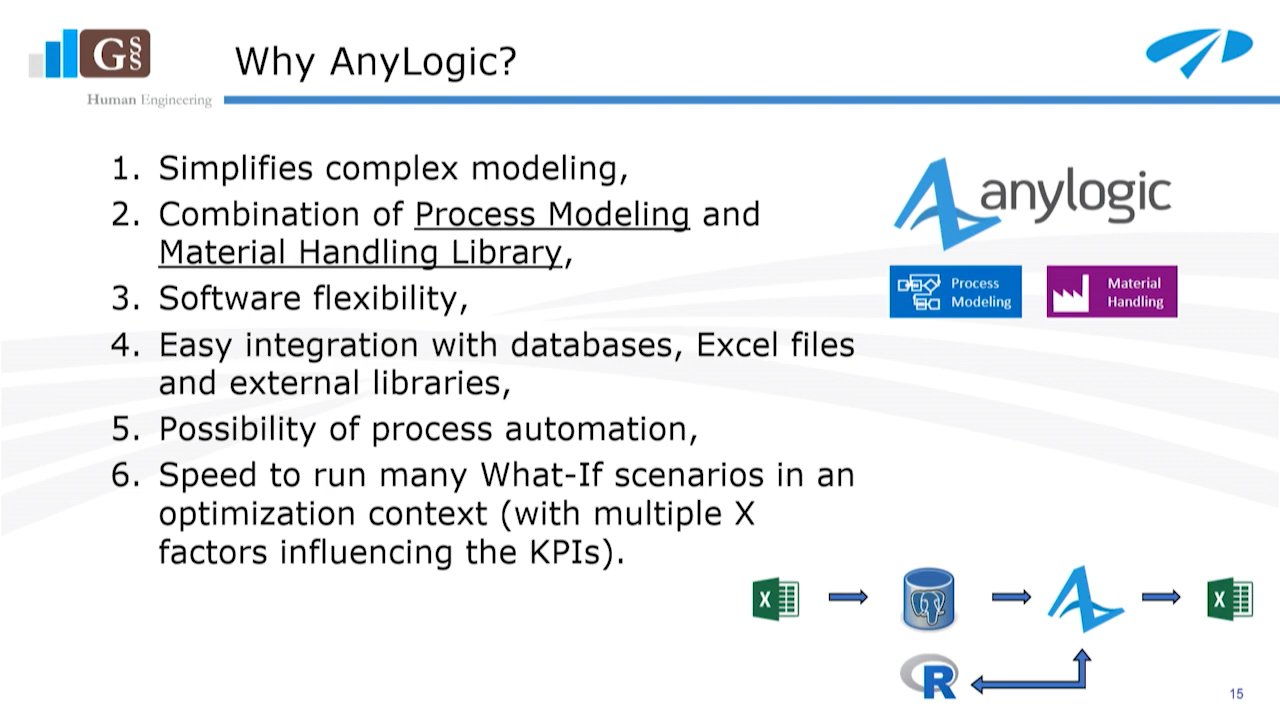 G§§
Human Engineering
Why AnyLogic?
1. Simplifies complex modeling,
2. Combination of Process Modeling and
Material Handling Library,
3. Software flexibility,
4. Easy integration with databases, Excel files
and external libraries,
5. Possibility of process automation,
6. Speed to run many What-If scenarios in an
optimization context (with multiple X
factors influencing the KPIs).
anylogic
Process
Modeling
Material
Handling
X
X
R
15